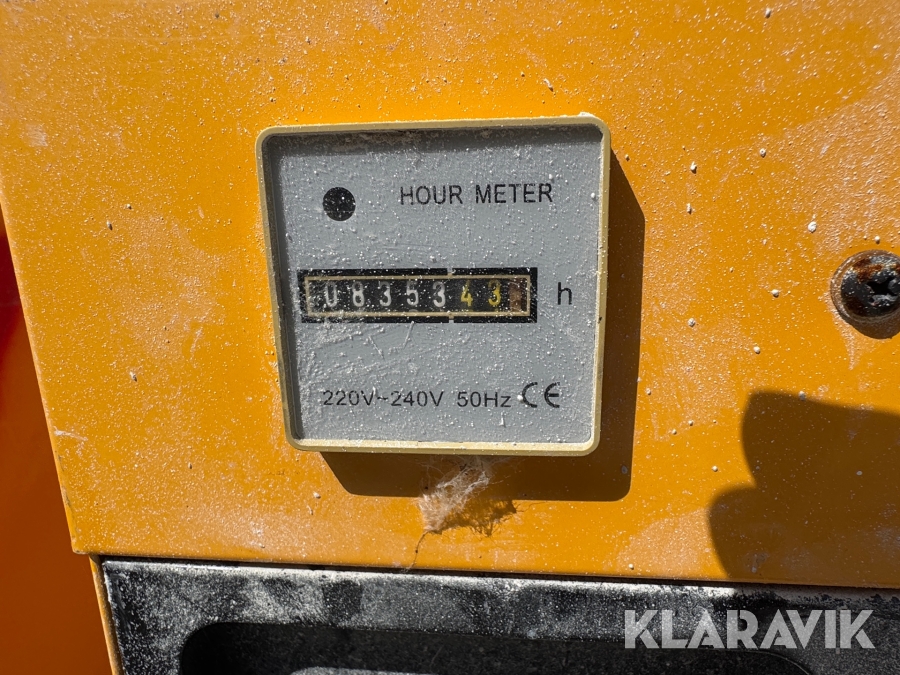 HOUR METER
0835343 h
220V~240V 50Hz CE
KLARAVIK